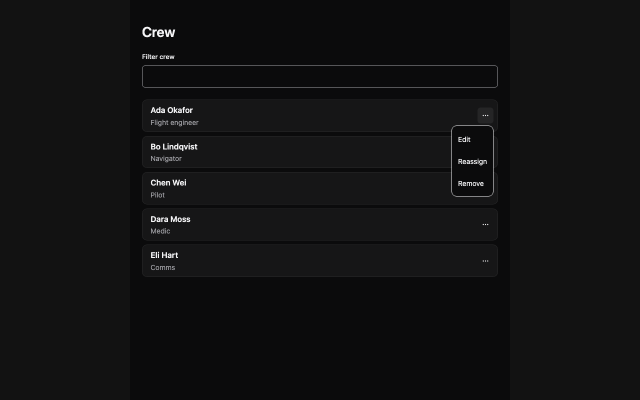 Crew
Filter crew
Ada Okafor
Flight engineer
...
Edit
Reassign
Remove
Bo Lindqvist
Navigator
Chen Wei
Pilot
Dara Moss
Medic
...
Eli Hart
Comms
...